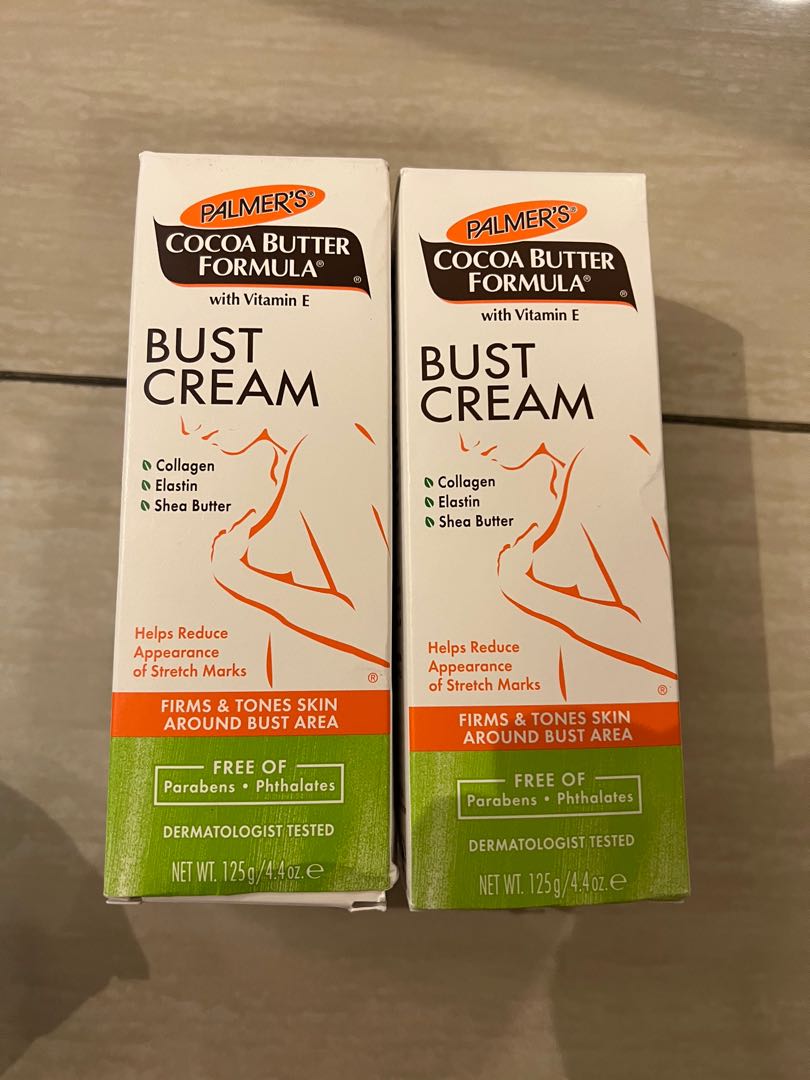 PALMER'S®
COCOA BUTTER
FORMULA®
®
with Vitamin E
BUST
CREAM
Collagen
Elastin
Shea Butter
Helps Reduce
Appearance
of Stretch Marks
®
FIRMS & TONES SKIN
AROUND BUST AREA
FREE OF
Parabens • Phthalates
DERMATOLOGIST TESTED
NET WT. 125g/4.4oz. ℮
PALMER'S®
COCOA BUTTER
FORMULA®
®
with Vitamin E
BUST
CREAM
Collagen
Elastin
Shea Butter
Helps Reduce
Appearance
of Stretch Marks
®
FIRMS & TONES SKIN
AROUND BUST AREA
FREE OF
Parabens • Phthalates
DERMATOLOGIST TESTED
NET WT. 125g/4.4oz. ℮